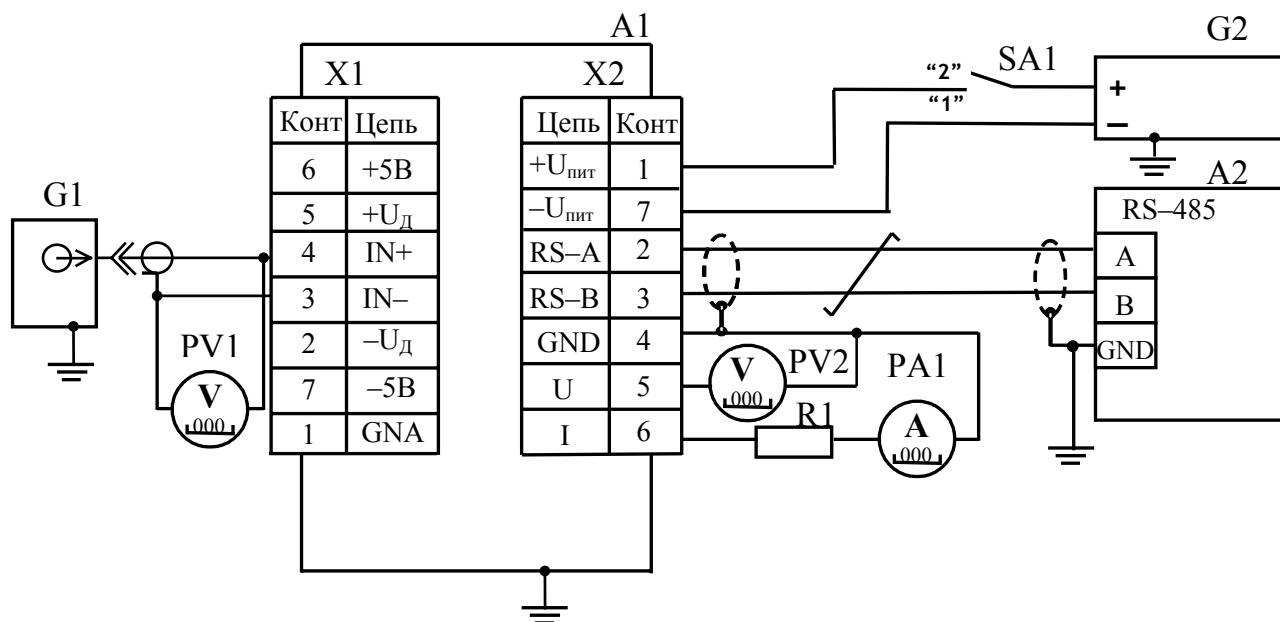 A1
G2
X1
X2
“2”
SA1
“1”
+
–
Конт Цепь
Цепь Конт
6 +5В
+Uпит 1
G1
5 +UД
–Uпит 7
A2
RS–485
4 IN+
RS–A 2
A
3 IN–
RS–B 3
B
2 –UД
GND 4
GND
PV1
PV2
PA1
7 –5В
U 5
V
000
V
000
R1
1 GNA
I 6
A
000